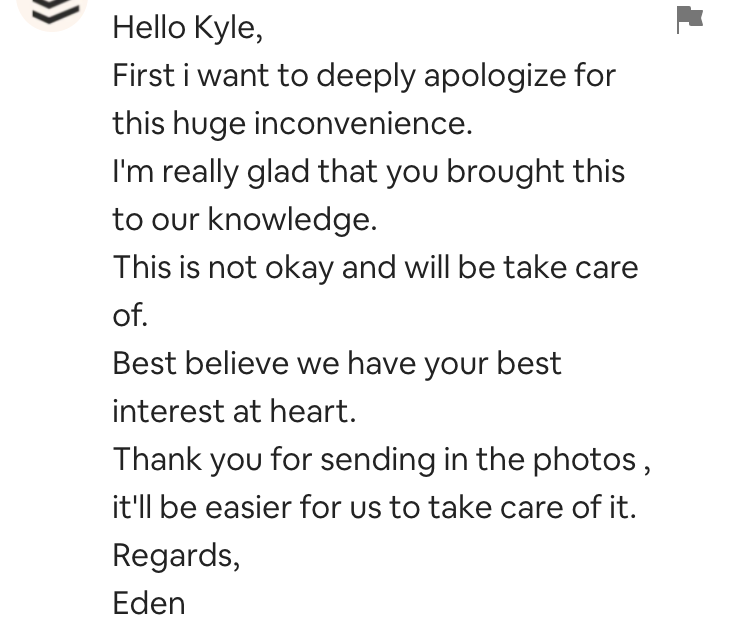 Hello Kyle,
First i want to deeply apologize for
this huge inconvenience.
I'm really glad that you brought this
to our knowledge.
This is not okay and will be take care
of.
Best believe we have your best
interest at heart.
Thank you for sending in the photos ,
it'll be easier for us to take care of it.
Regards,
Eden